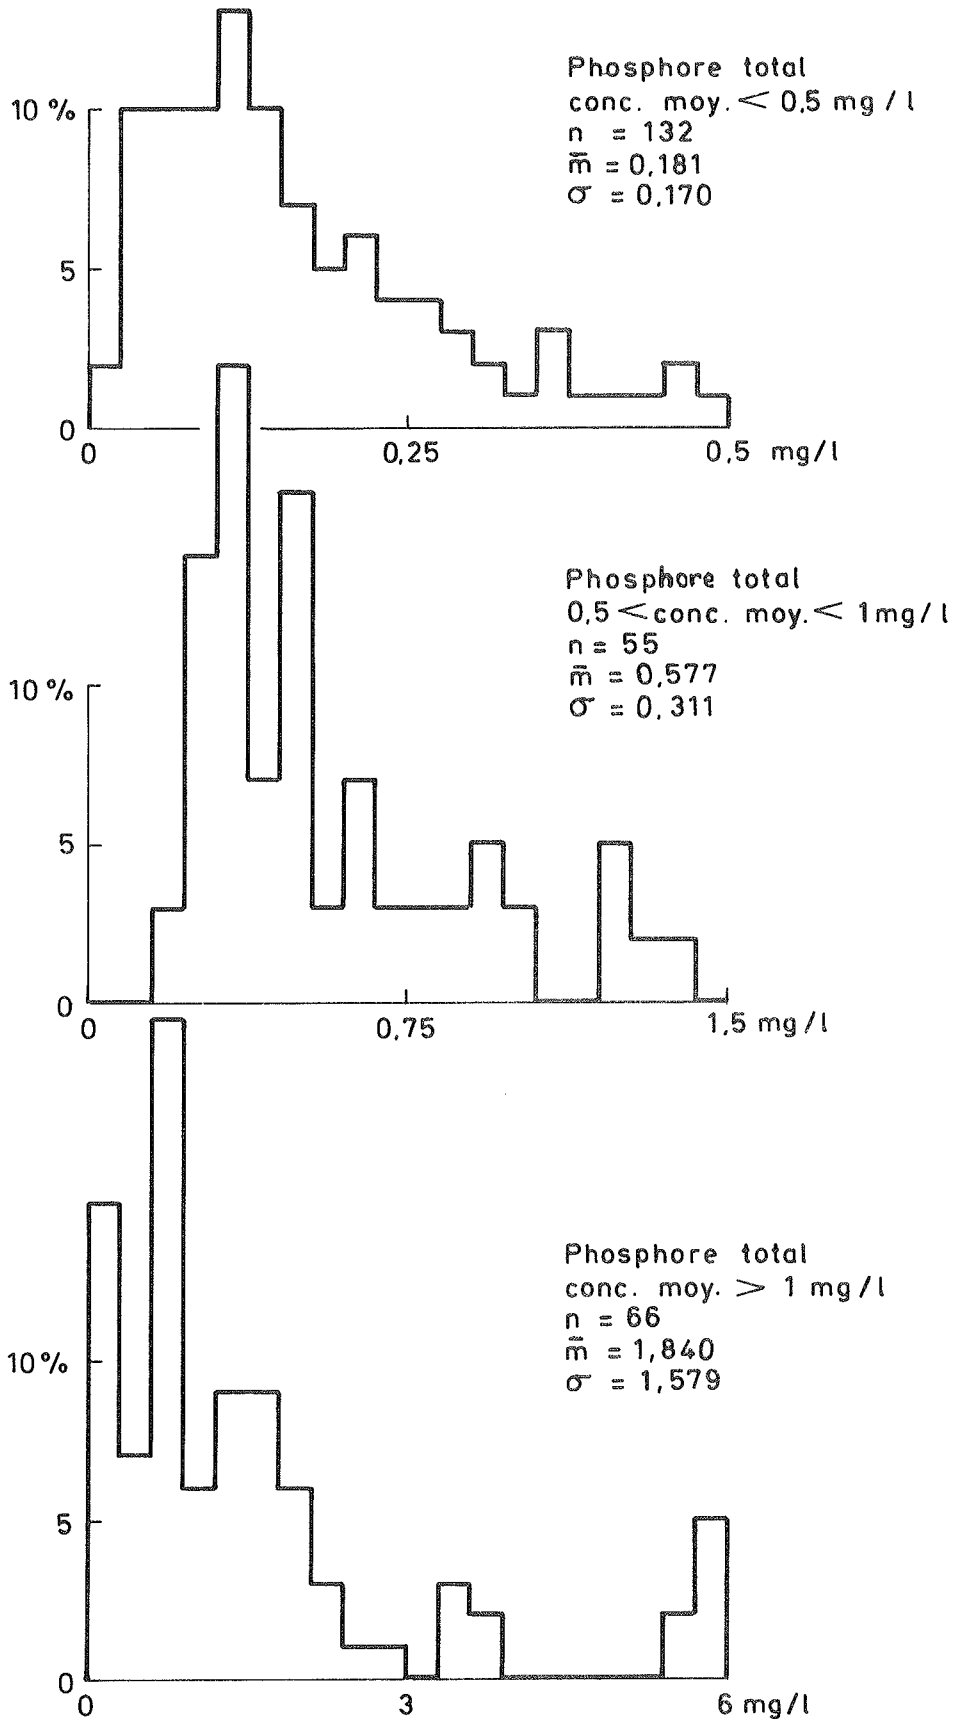 Phosphore total
conc. moy. < 0,5 mg / l
n = 132
m̄ = 0,181
σ = 0,170
10 %
5
0
0 0,25 0,5 mg/l
Phosphore total
0,5 < conc. moy. < 1 mg / l
n = 55
m̄ = 0,577
σ = 0,311
10 %
5
0
0 0,75 1,5 mg/l
Phosphore total
conc. moy. > 1 mg / l
n = 66
m̄ = 1,840
σ = 1,579
10 %
5
0
0 3 6 mg/l